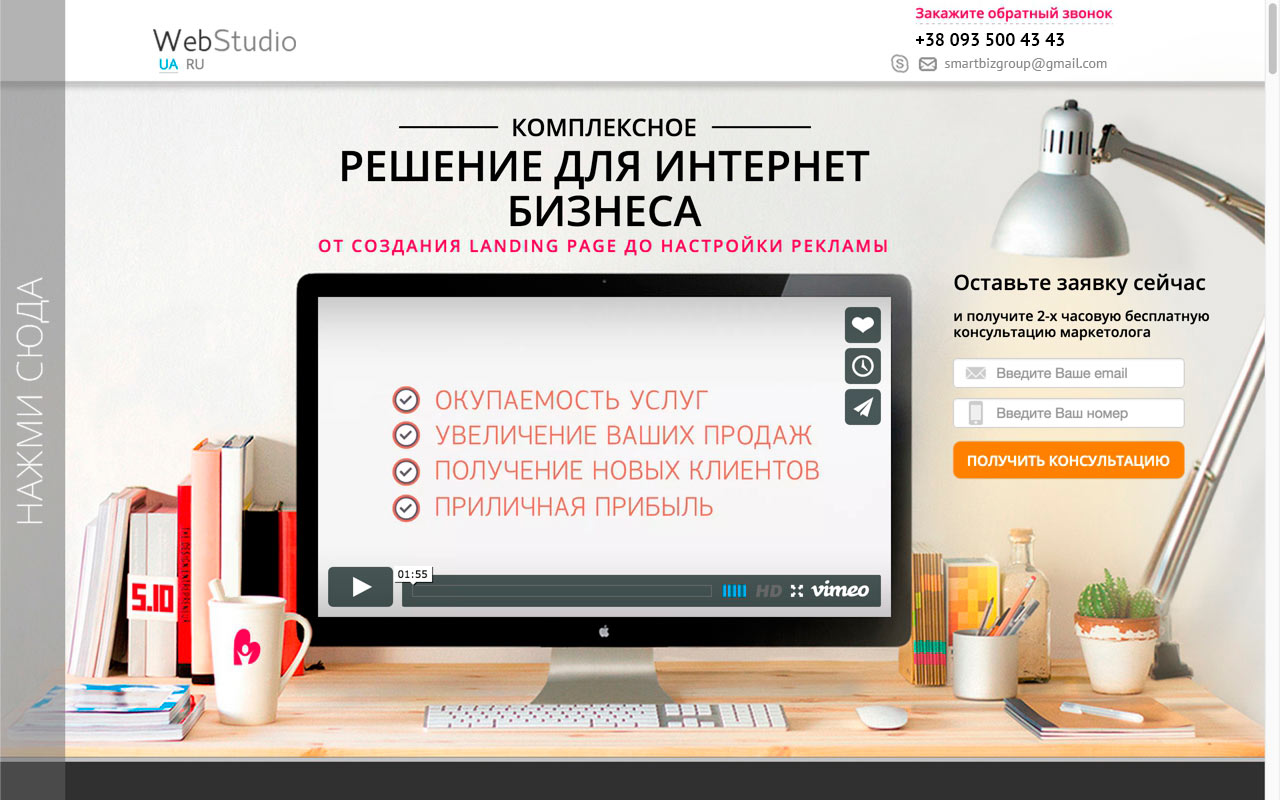 WebStudio
UA RU
Закажите обратный звонок
+38 093 500 43 43
smartbizgroup@gmail.com
НАЖМИ СЮДА
КОМПЛЕКСНОЕ
РЕШЕНИЕ ДЛЯ ИНТЕРНЕТ
БИЗНЕСА
ОТ СОЗДАНИЯ LANDING PAGE ДО НАСТРОЙКИ РЕКЛАМЫ
ОКУПАЕМОСТЬ УСЛУГ
УВЕЛИЧЕНИЕ ВАШИХ ПРОДАЖ
ПОЛУЧЕНИЕ НОВЫХ КЛИЕНТОВ
ПРИЛИЧНАЯ ПРИБЫЛЬ
01:55
HD vimeo
Оставьте заявку сейчас
и получите 2-х часовую бесплатную
консультацию маркетолога
Введите Ваше email
Введите Ваш номер
ПОЛУЧИТЬ КОНСУЛЬТАЦИЮ
5.10